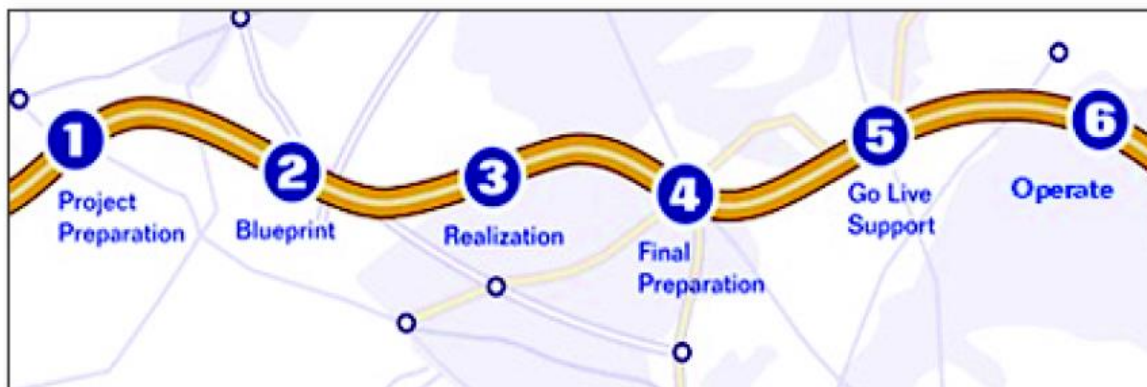 1
Project
Preparation
2
Blueprint
3
Realization
4
Final
Preparation
5
Go Live
Support
6
Operate